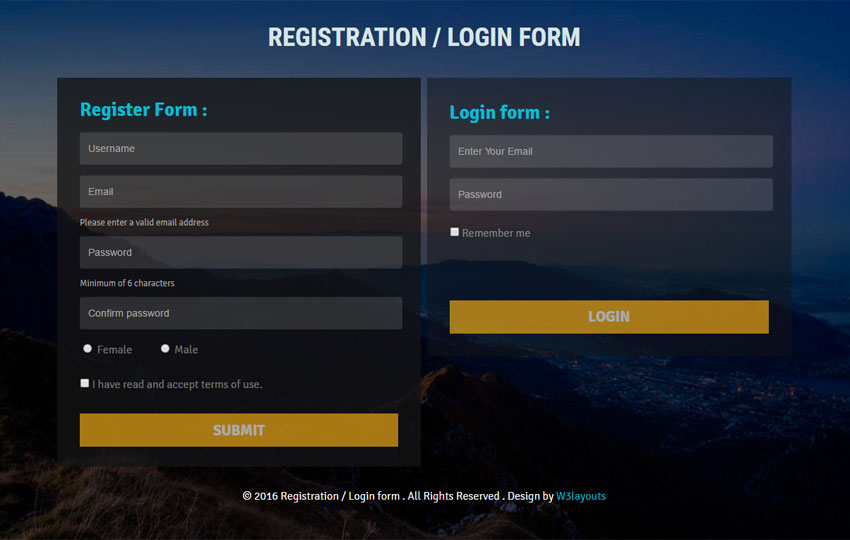 REGISTRATION / LOGIN FORM
Register Form :
Username
Email
Please enter a valid email address
Password
Minimum of 6 characters
Confirm password
Female Male
I have read and accept terms of use.
SUBMIT
Login form :
Enter Your Email
Password
Remember me
LOGIN
© 2016 Registration / Login form . All Rights Reserved . Design by W3layouts